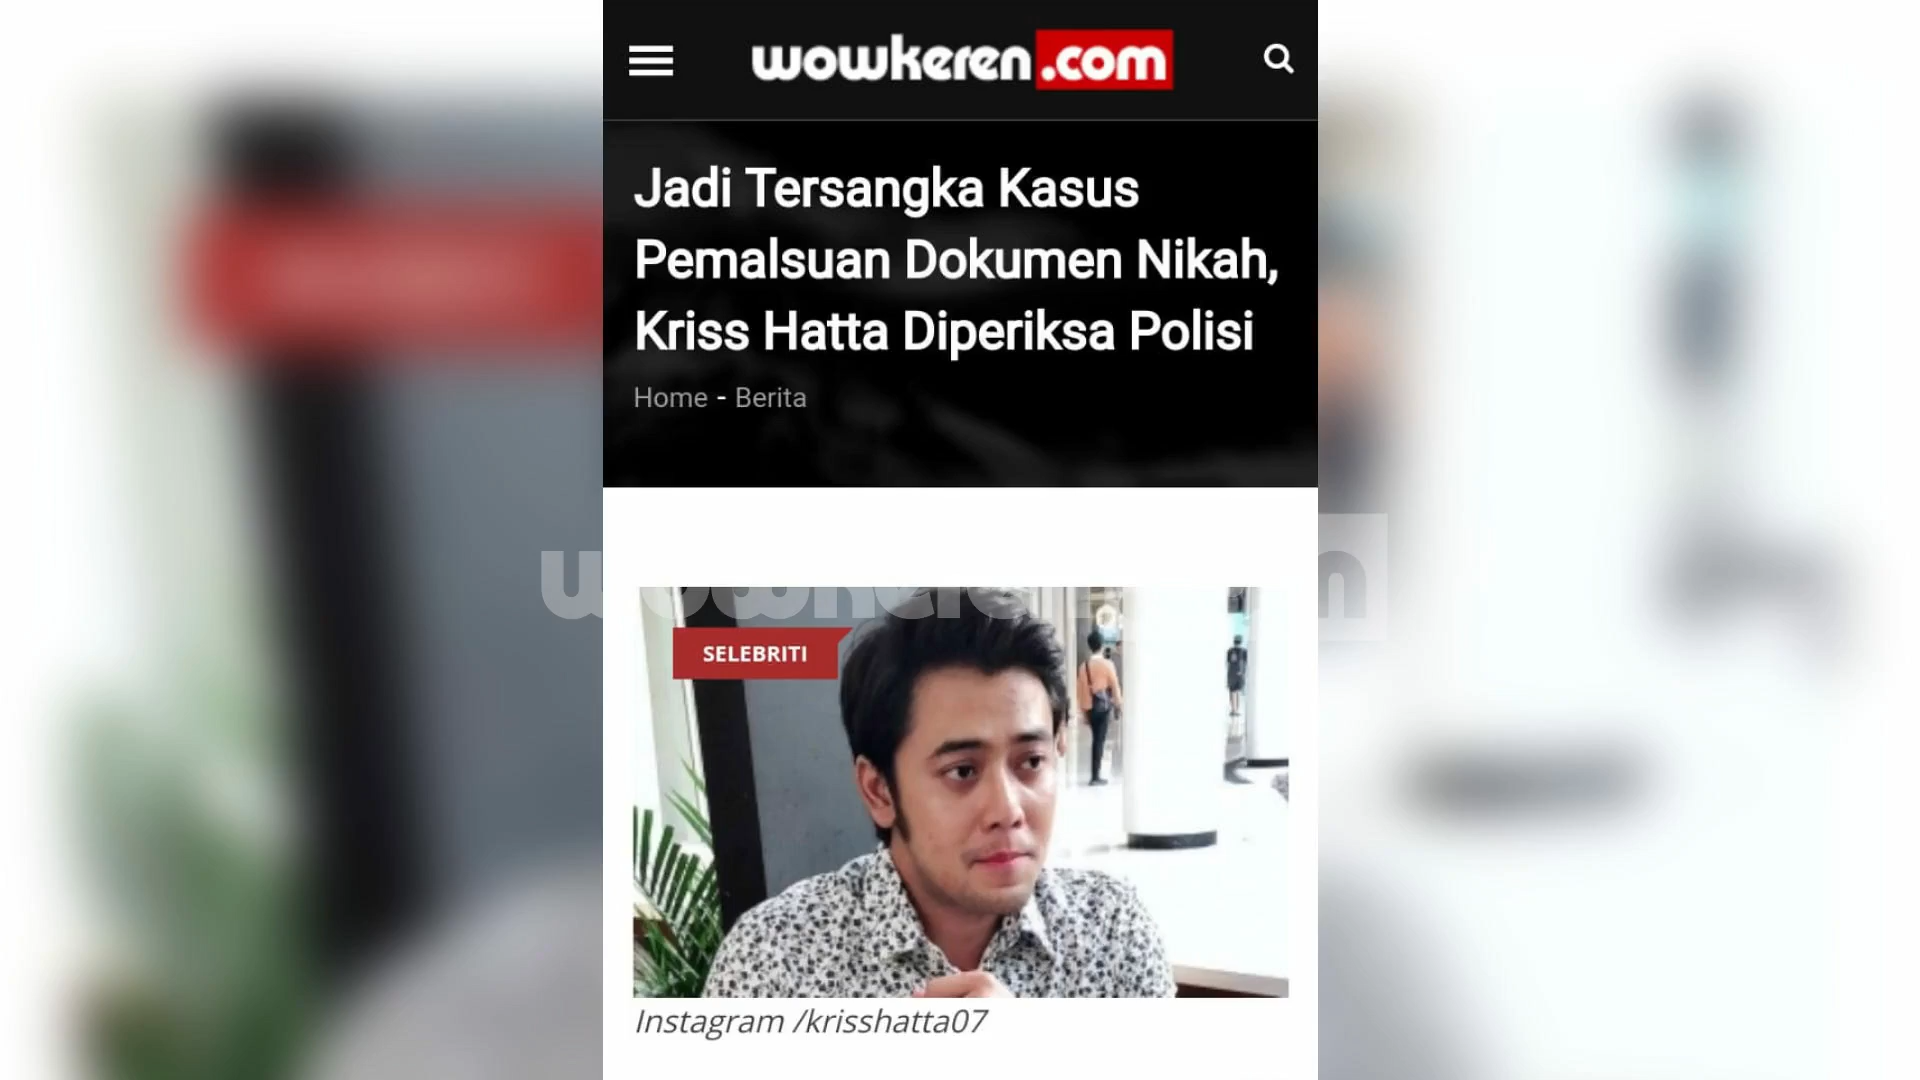 wowkeren.com
Jadi Tersangka Kasus
Pemalsuan Dokumen Nikah,
Kriss Hatta Diperiksa Polisi
Home - Berita
SELEBRITI
Instagram /krisshatta07